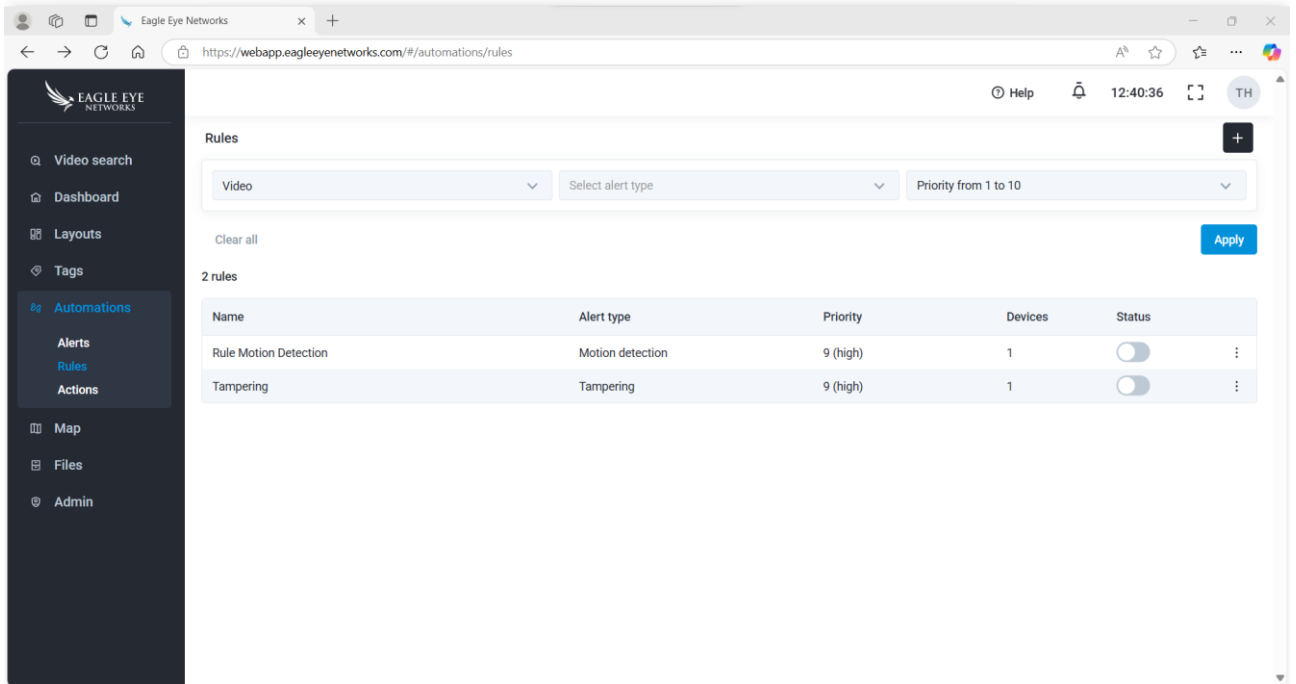 Eagle Eye Networks
https://webapp.eagleeyenetworks.com/#/automations/rules
EAGLE EYE
NETWORKS
Help 12:40:36 TH
Video search
Dashboard
Layouts
Tags
Automations
Alerts
Rules
Actions
Map
Files
Admin
Rules
Video Select alert type Priority from 1 to 10
Clear all Apply
2 rules
Name Alert type Priority Devices Status
Rule Motion Detection Motion detection 9 (high) 1
Tampering Tampering 9 (high) 1